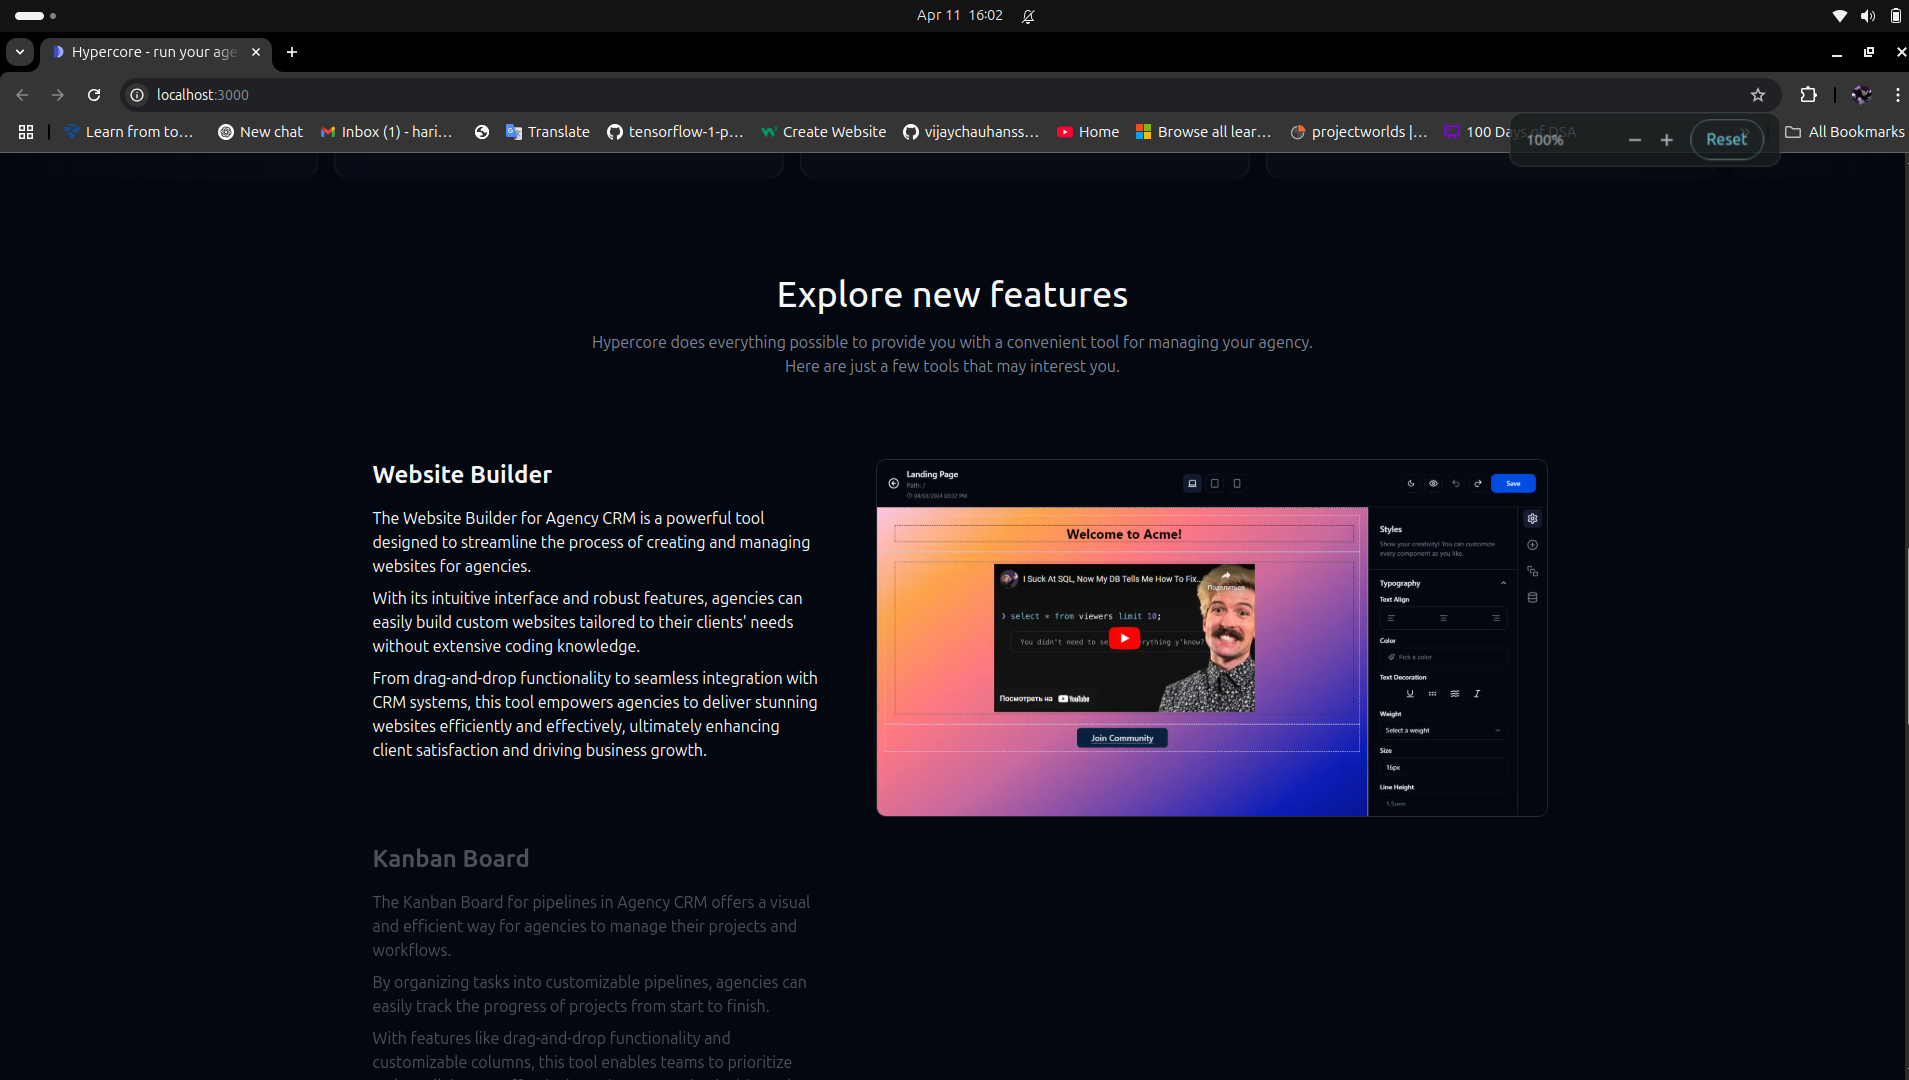 Apr 11 16:02
Hypercore - run your age
localhost:3000
Learn from to...
New chat
Inbox (1) - hari...
Translate
tensorflow-1-p...
Create Website
vijaychauhanss...
Home
Browse all lear...
projectworlds |...
100 Days of DSA
All Bookmarks
100%
Reset
Explore new features
Hypercore does everything possible to provide you with a convenient tool for managing your agency.
Here are just a few tools that may interest you.
Website Builder
The Website Builder for Agency CRM is a powerful tool
designed to streamline the process of creating and managing
websites for agencies.
With its intuitive interface and robust features, agencies can
easily build custom websites tailored to their clients' needs
without extensive coding knowledge.
From drag-and-drop functionality to seamless integration with
CRM systems, this tool empowers agencies to deliver stunning
websites efficiently and effectively, ultimately enhancing
client satisfaction and driving business growth.
Landing Page
Path: /
04/03/2024 03:32 PM
Save
Welcome to Acme!
I Suck At SQL, Now My DB Tells Me How To Fix...
Поделиться
select * from viewers limit 10;
You didn't need to se
erything y'know?
Посмотреть на YouTube
Join Community
Styles
Show your creativity! You can customize
every component as you like.
Typography
Text Align
Color
Pick a color
Text Decoration
Weight
Select a weight
Size
16px
Line Height
1.5mm
Kanban Board
The Kanban Board for pipelines in Agency CRM offers a visual
and efficient way for agencies to manage their projects and
workflows.
By organizing tasks into customizable pipelines, agencies can
easily track the progress of projects from start to finish.
With features like drag-and-drop functionality and
customizable columns, this tool enables teams to prioritize